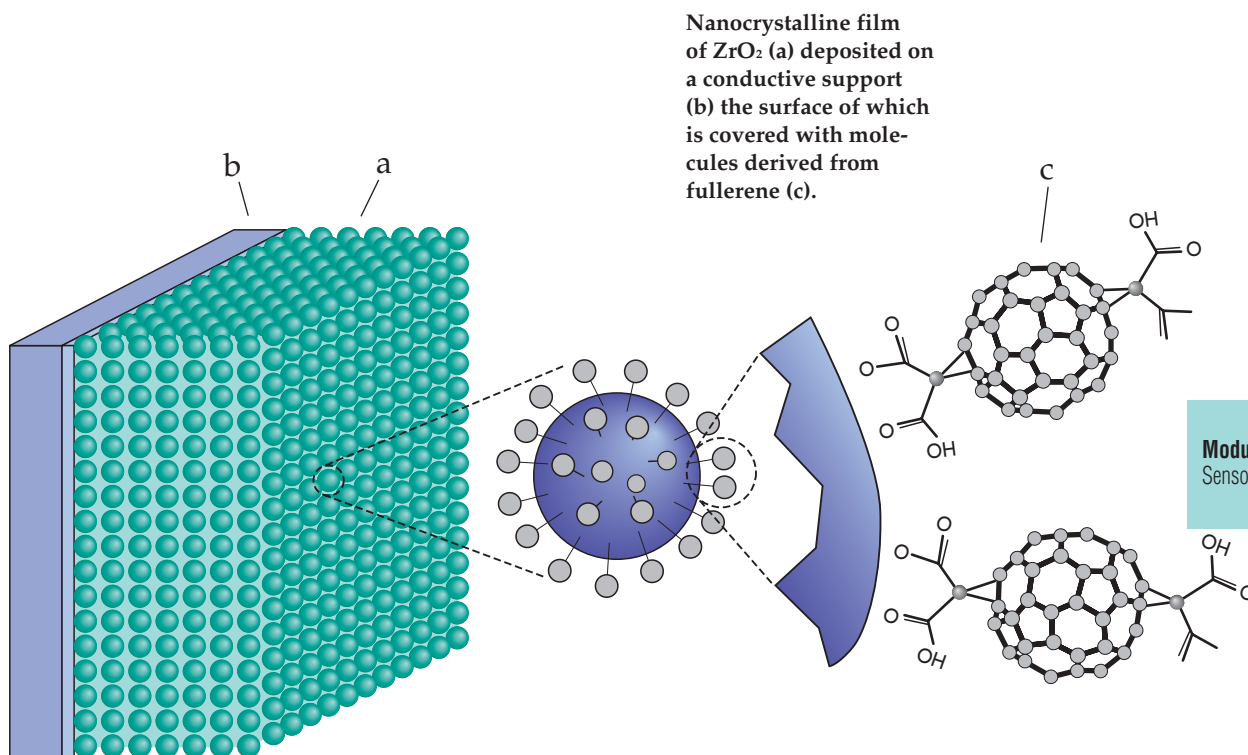 Nanocrystalline film
of ZrO₂ (a) deposited on
a conductive support
(b) the surface of which
is covered with mole-
cules derived from
fullerene (c).
b
a
c
OH
O
O
O
O
OH
Modu
Senso
O
O
O
OH
OH
O